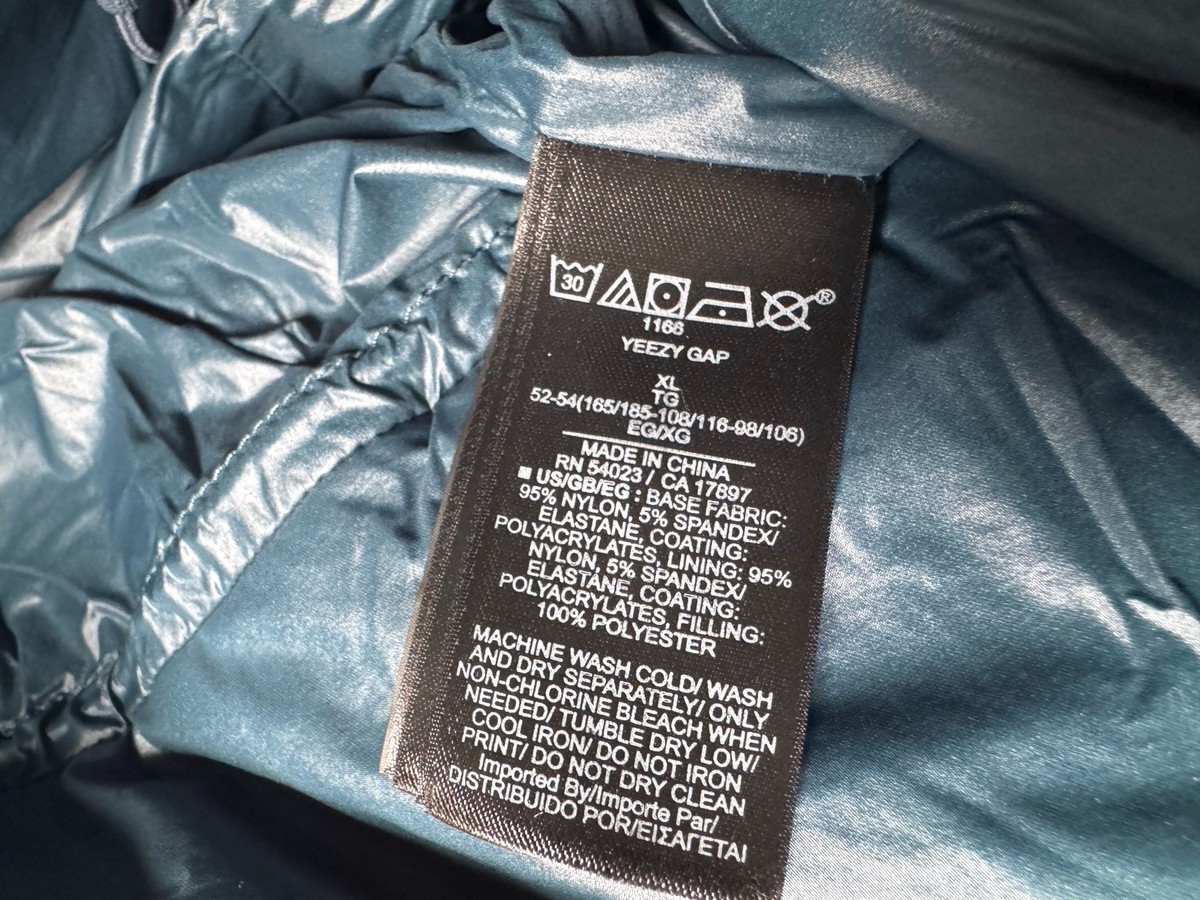 30
®
1166
YEEZY GAP
XL
TG
52-54(165/185-108/116-98/106)
EG/XG
MADE IN CHINA
RN 54023 / CA 17897
US/GB/EG : BASE FABRIC:
95% NYLON, 5% SPANDEX/
ELASTANE, COATING:
POLYACRYLATES, LINING: 95%
NYLON, 5% SPANDEX/
ELASTANE, COATING:
POLYACRYLATES, FILLING:
100% POLYESTER
MACHINE WASH COLD/ WASH
AND DRY SEPARATELY/ ONLY
NON-CHLORINE BLEACH WHEN
NEEDED/ TUMBLE DRY LOW/
COOL IRON/ DO NOT IRON
PRINT/ DO NOT DRY CLEAN
Imported By/Importe Par/
DISTRIBUIDO POR/ΕΙΣΑΓΕΤΑΙ